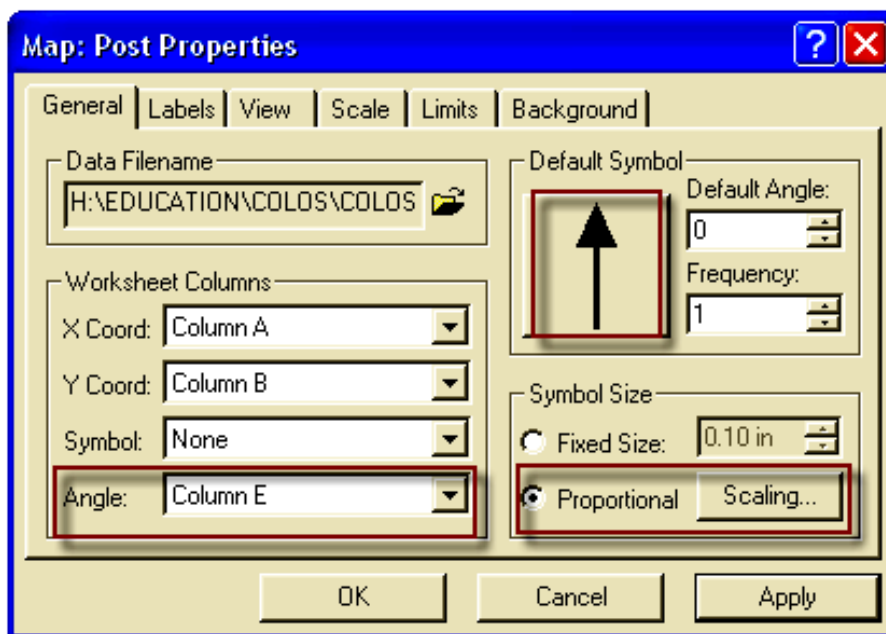 Map: Post Properties
General Labels View Scale Limits Background
Data Filename
H:\EDUCATION\COLOS\COLOS
Worksheet Columns
X Coord: Column A
Y Coord: Column B
Symbol: None
Angle: Column E
Default Symbol
Default Angle:
0
Frequency:
1
Symbol Size
Fixed Size: 0.10 in
Proportional Scaling...
OK Cancel Apply